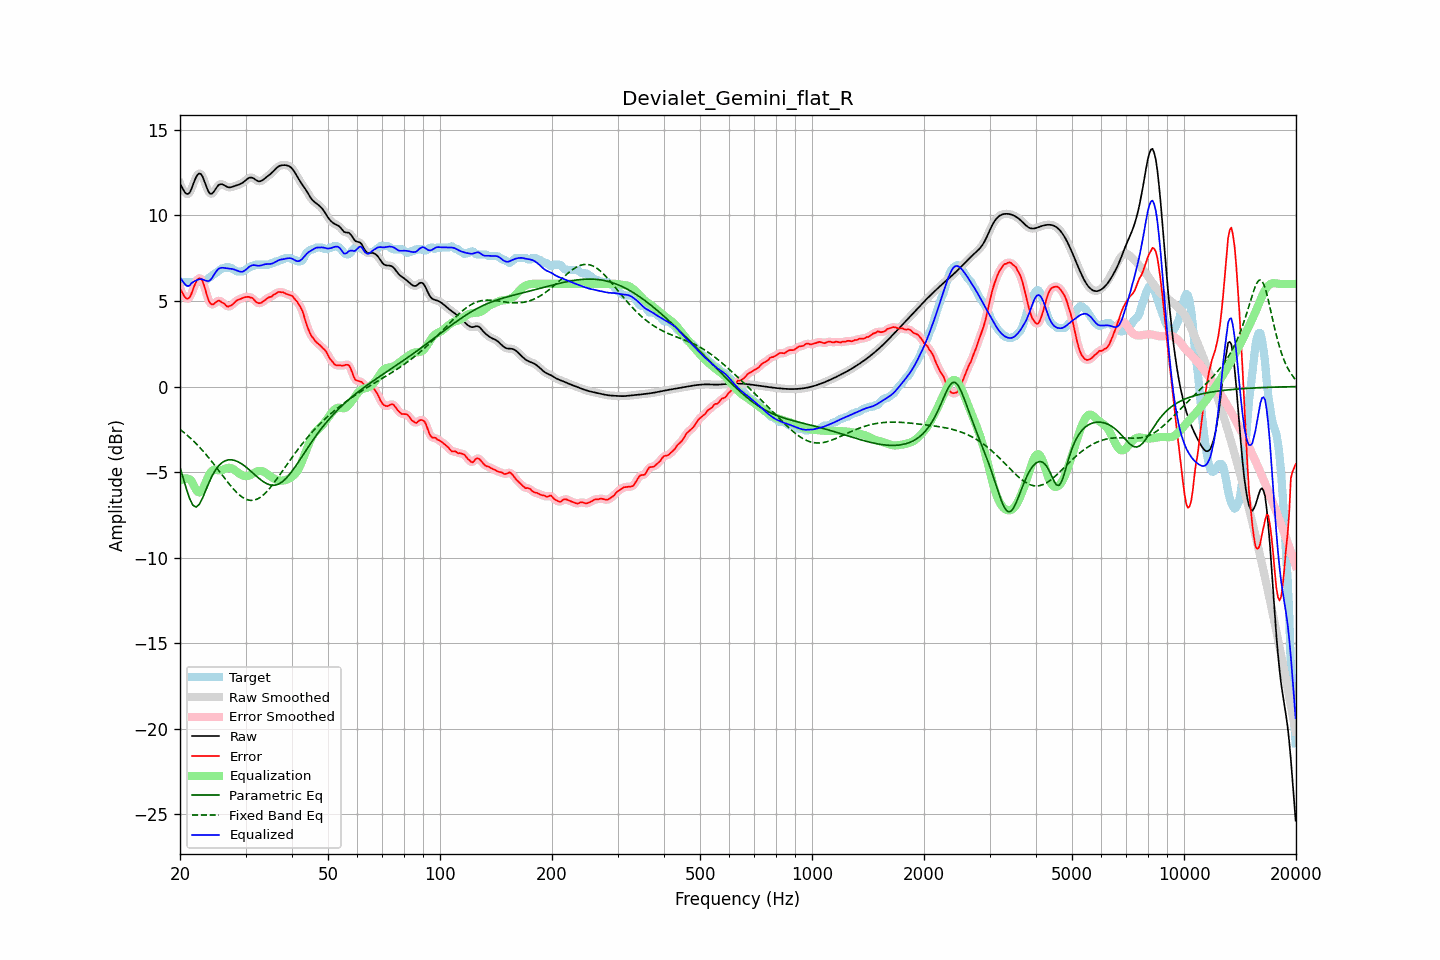 Devialet_Gemini_flat_R
15
10
5
0
−5
−10
−15
−20
−25
Amplitude (dBr)
Target
Raw Smoothed
Error Smoothed
Raw
Error
Equalization
Parametric Eq
Fixed Band Eq
Equalized
20 50 100 200 500 1000 2000 5000 10000 20000
Frequency (Hz)